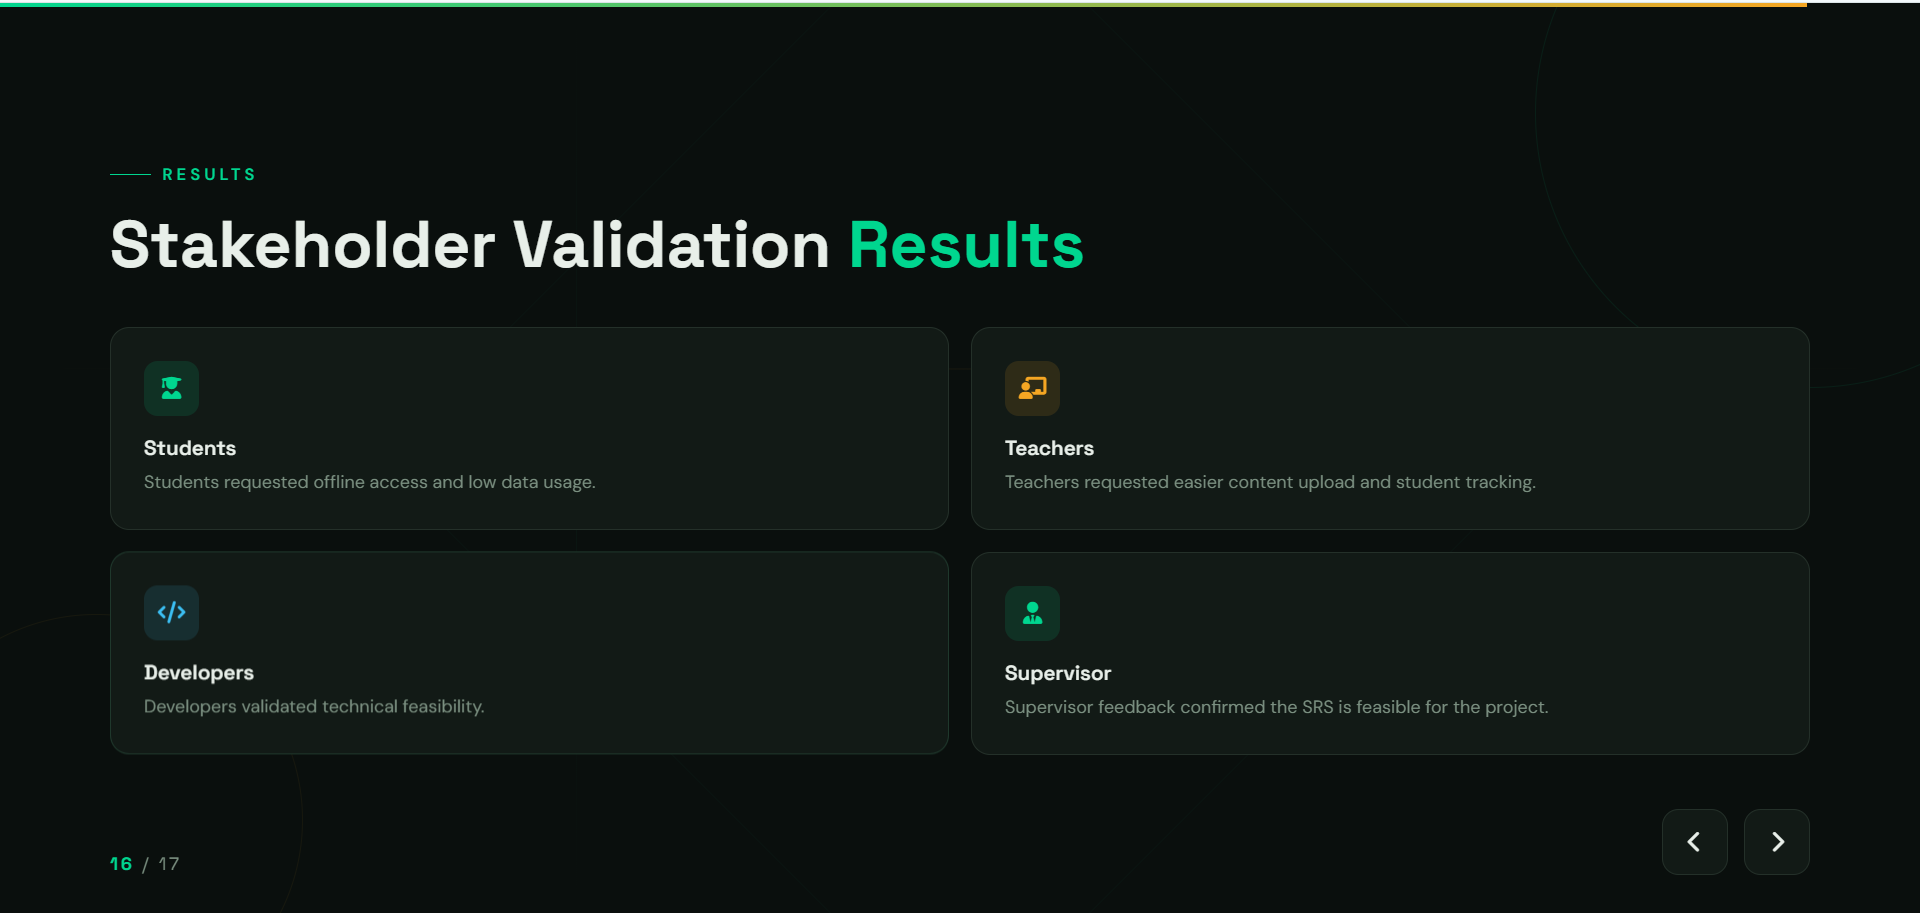 RESULTS
Stakeholder Validation Results
Students
Students requested offline access and low data usage.
Teachers
Teachers requested easier content upload and student tracking.
Developers
Developers validated technical feasibility.
Supervisor
Supervisor feedback confirmed the SRS is feasible for the project.
16 / 17